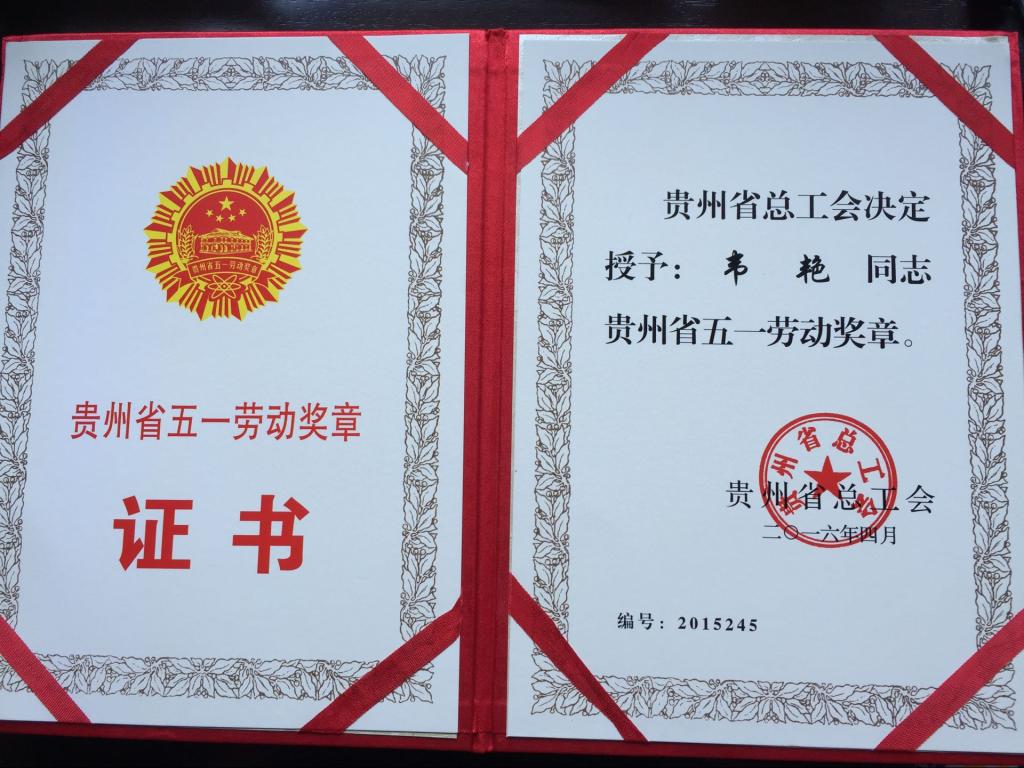 贵州省五一劳动奖章
贵州省五一劳动奖章
证书
贵州省总工会决定
授予：韦 艳 同志
贵州省五一劳动奖章。
贵州省总工会
贵州省总工会
二〇一六年四月
编号：2015245